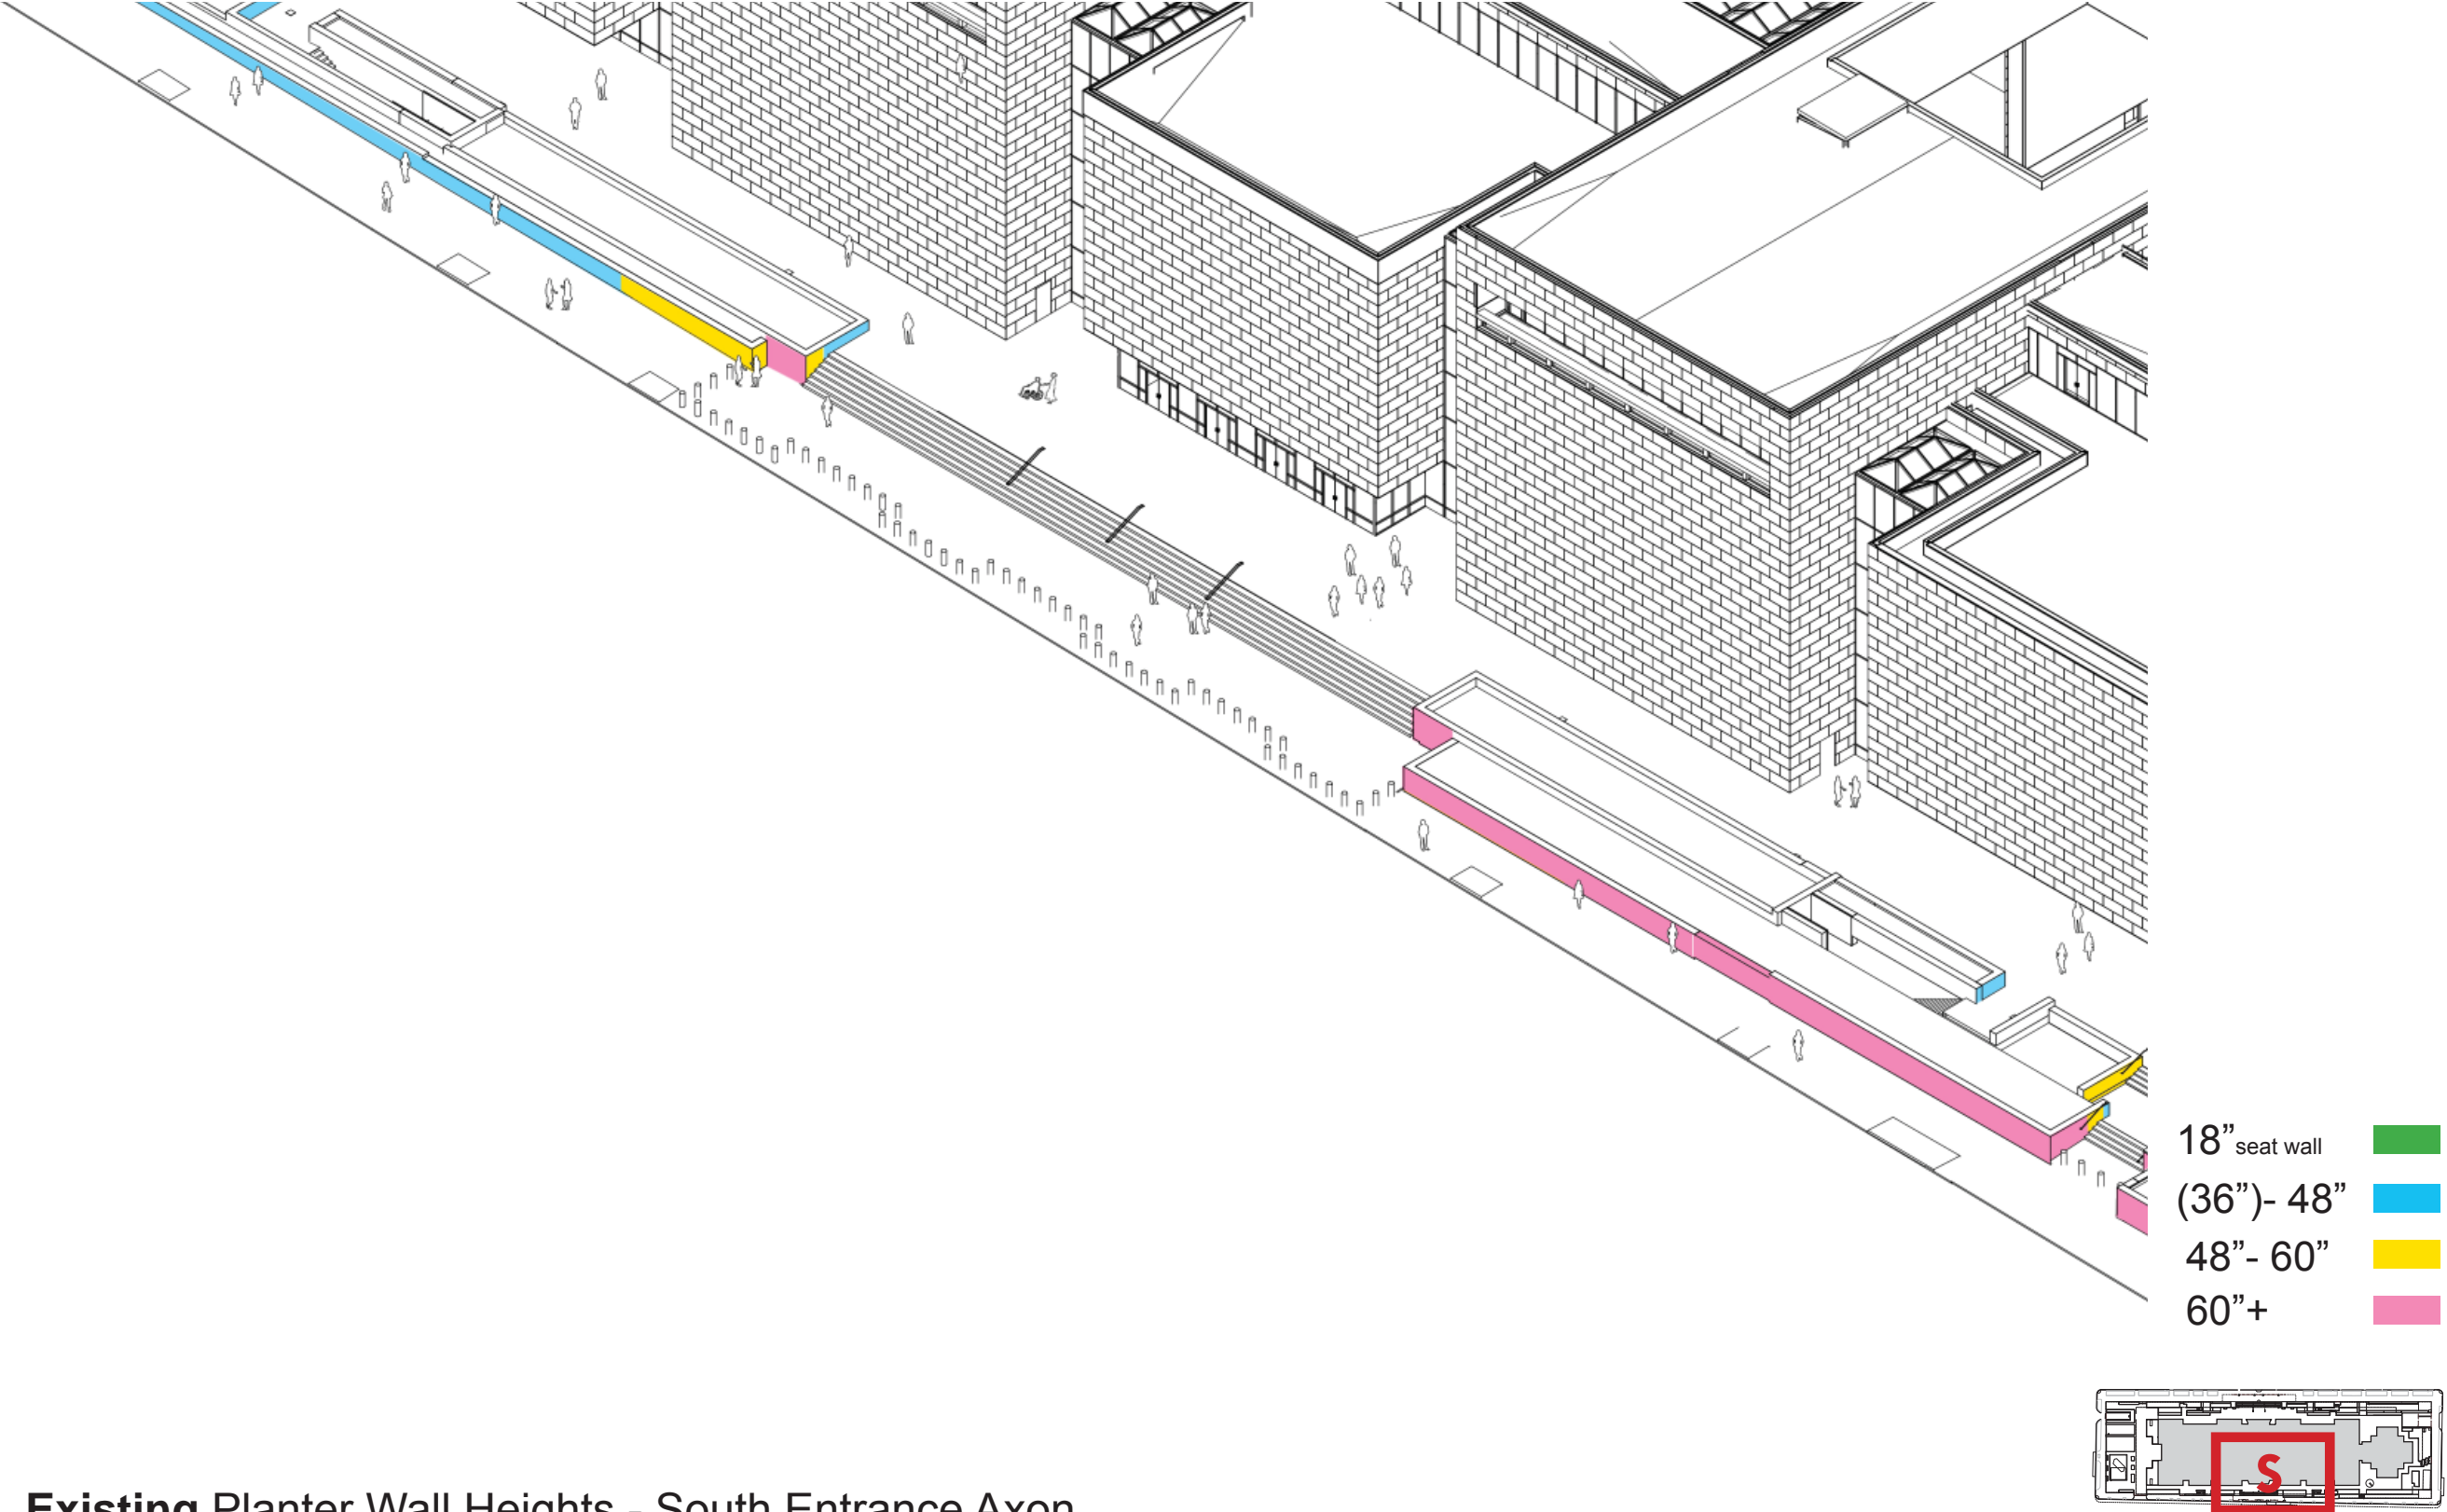 18”seat wall
(36”)- 48”
48”- 60”
60”+
S
Existing Planter Wall Heights - South Entrance Axon